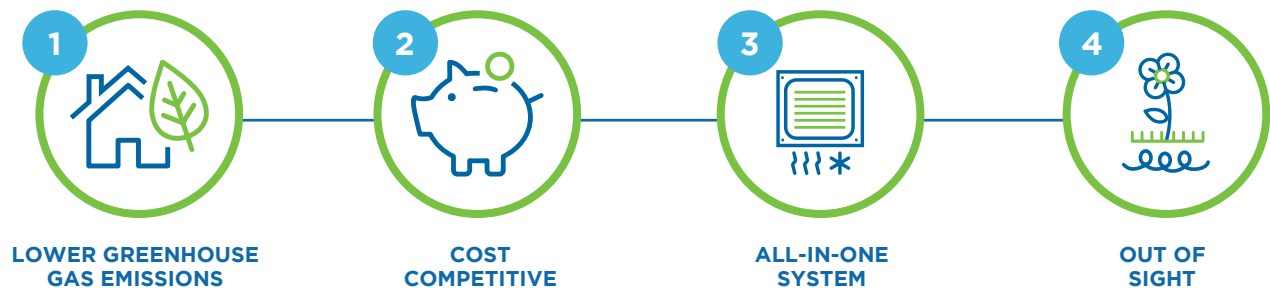 1
2
3
4
LOWER GREENHOUSE
GAS EMISSIONS
COST
COMPETITIVE
ALL-IN-ONE
SYSTEM
OUT OF
SIGHT